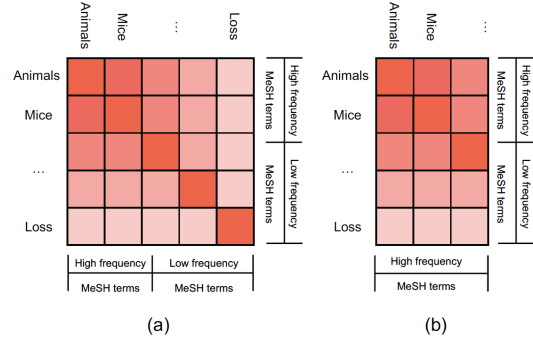 Animals
Mice
...
Loss
Animals
Mice
...
Loss
High frequency
MeSH terms
Low frequency
MeSH terms
High frequency
Low frequency
MeSH terms
MeSH terms
(a)
Animals
Mice
...
Animals
Mice
...
Loss
High frequency
MeSH terms
Low frequency
MeSH terms
High frequency
MeSH terms
(b)